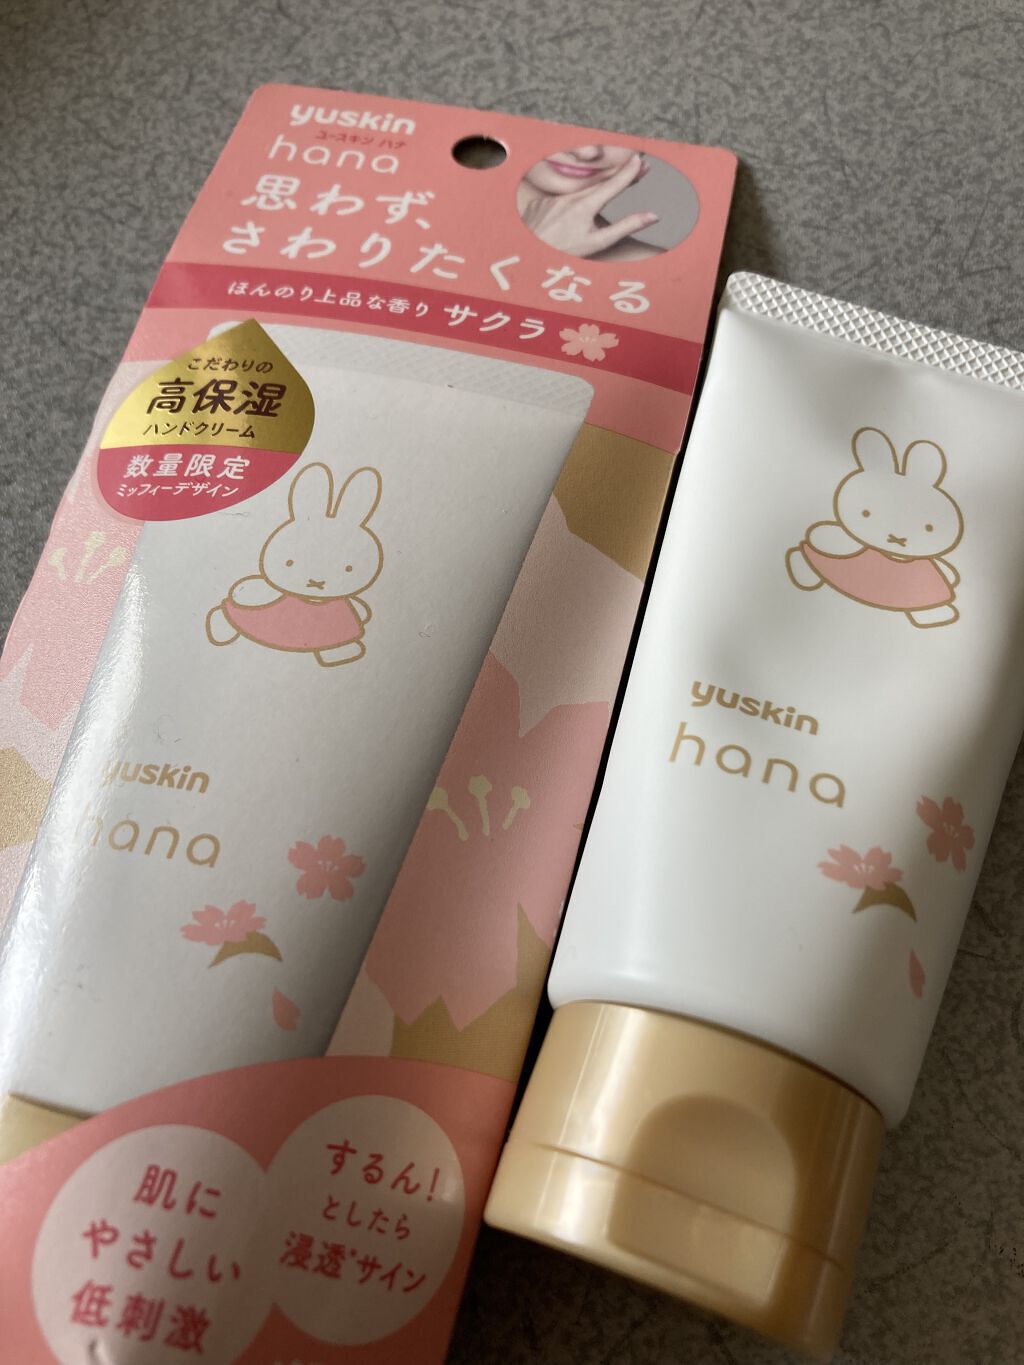 yuskin
ユースキン ハナ
hana
思わず、
さわりたくなる
ほんのり上品な香り サクラ
こだわりの
高保湿
ハンドクリーム
数量限定
ミッフィーデザイン
yuskin
hana
肌に
やさしい
低刺激
するん!
としたら
浸透*サイン
yuskin
hana